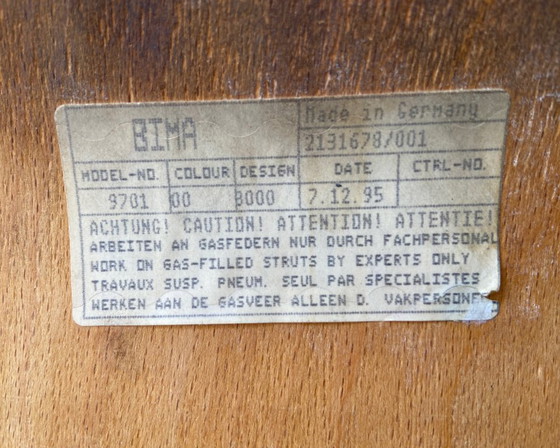 BIMA
Made in Germany
2131678/001
MODEL-NO. COLOUR DESIGN DATE CTRL-NO.
9701 00 3000 7.12.95
ACHTUNG! CAUTION! ATTENTION! ATTENTIE!
ARBEITEN AN GASFEDERN NUR DURCH FACHPERSONAL
WORK ON GAS-FILLED STRUTS BY EXPERTS ONLY
TRAVAUX SUSP. PNEUM. SEUL PAR SPECIALISTES
WERKEN AAN DE GASVEER ALLEEN D. VAKPERSONE